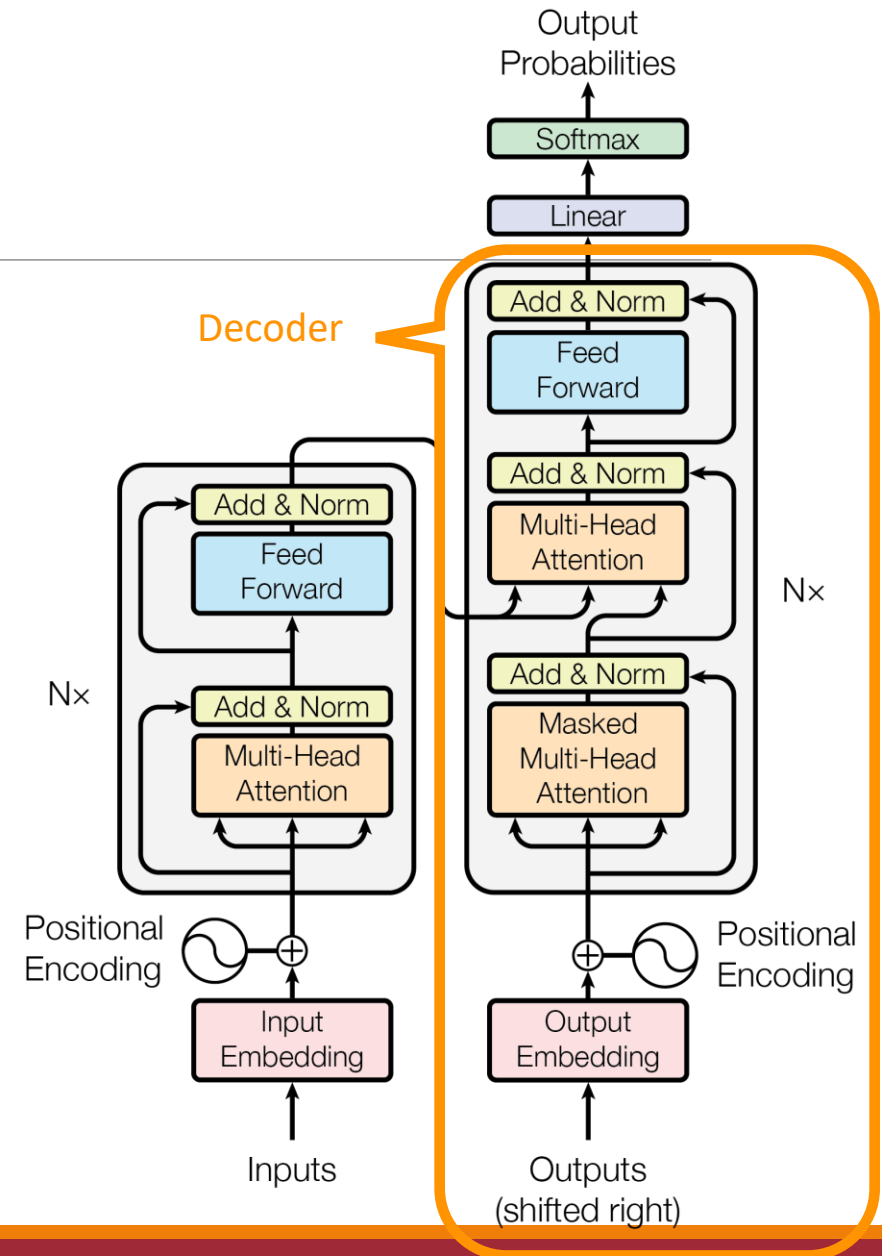 Output
Probabilities
Softmax
Linear
Decoder
Add & Norm
Feed
Forward
Add & Norm
Multi-Head
Attention
Nx
Add & Norm
Masked
Multi-Head
Attention
Add & Norm
Feed
Forward
Nx
Add & Norm
Multi-Head
Attention
Positional
Encoding
Positional
Encoding
Input
Embedding
Output
Embedding
Inputs
Outputs
(shifted right)